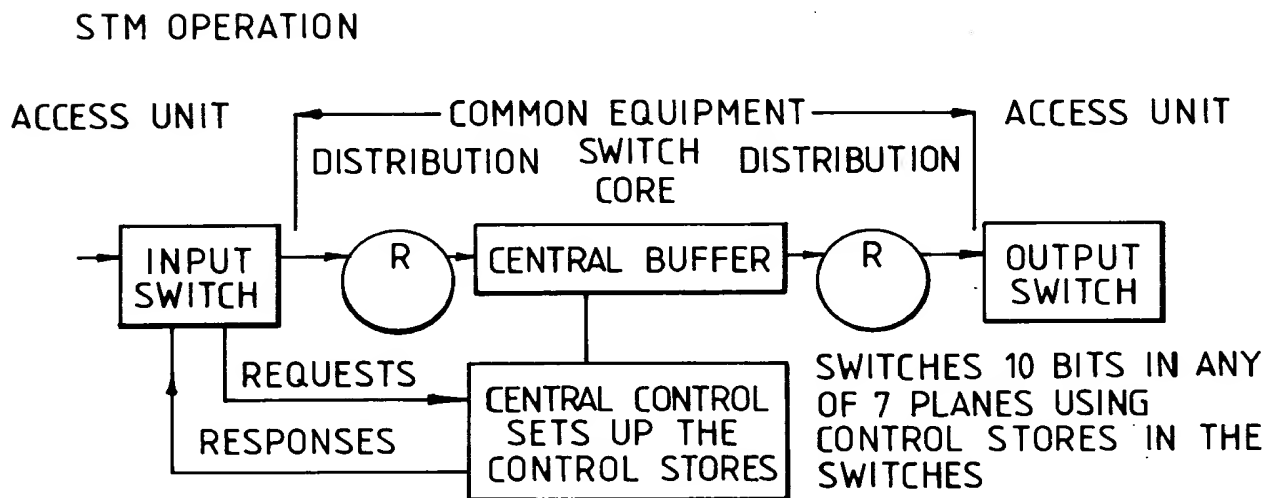 STM OPERATION
ACCESS UNIT
COMMON EQUIPMENT
ACCESS UNIT
DISTRIBUTION
SWITCH
CORE
DISTRIBUTION
INPUT
SWITCH
R
CENTRAL BUFFER
R
OUTPUT
SWITCH
REQUESTS
RESPONSES
CENTRAL CONTROL
SETS UP THE
CONTROL STORES
SWITCHES 10 BITS IN ANY
OF 7 PLANES USING
CONTROL STORES IN THE
SWITCHES